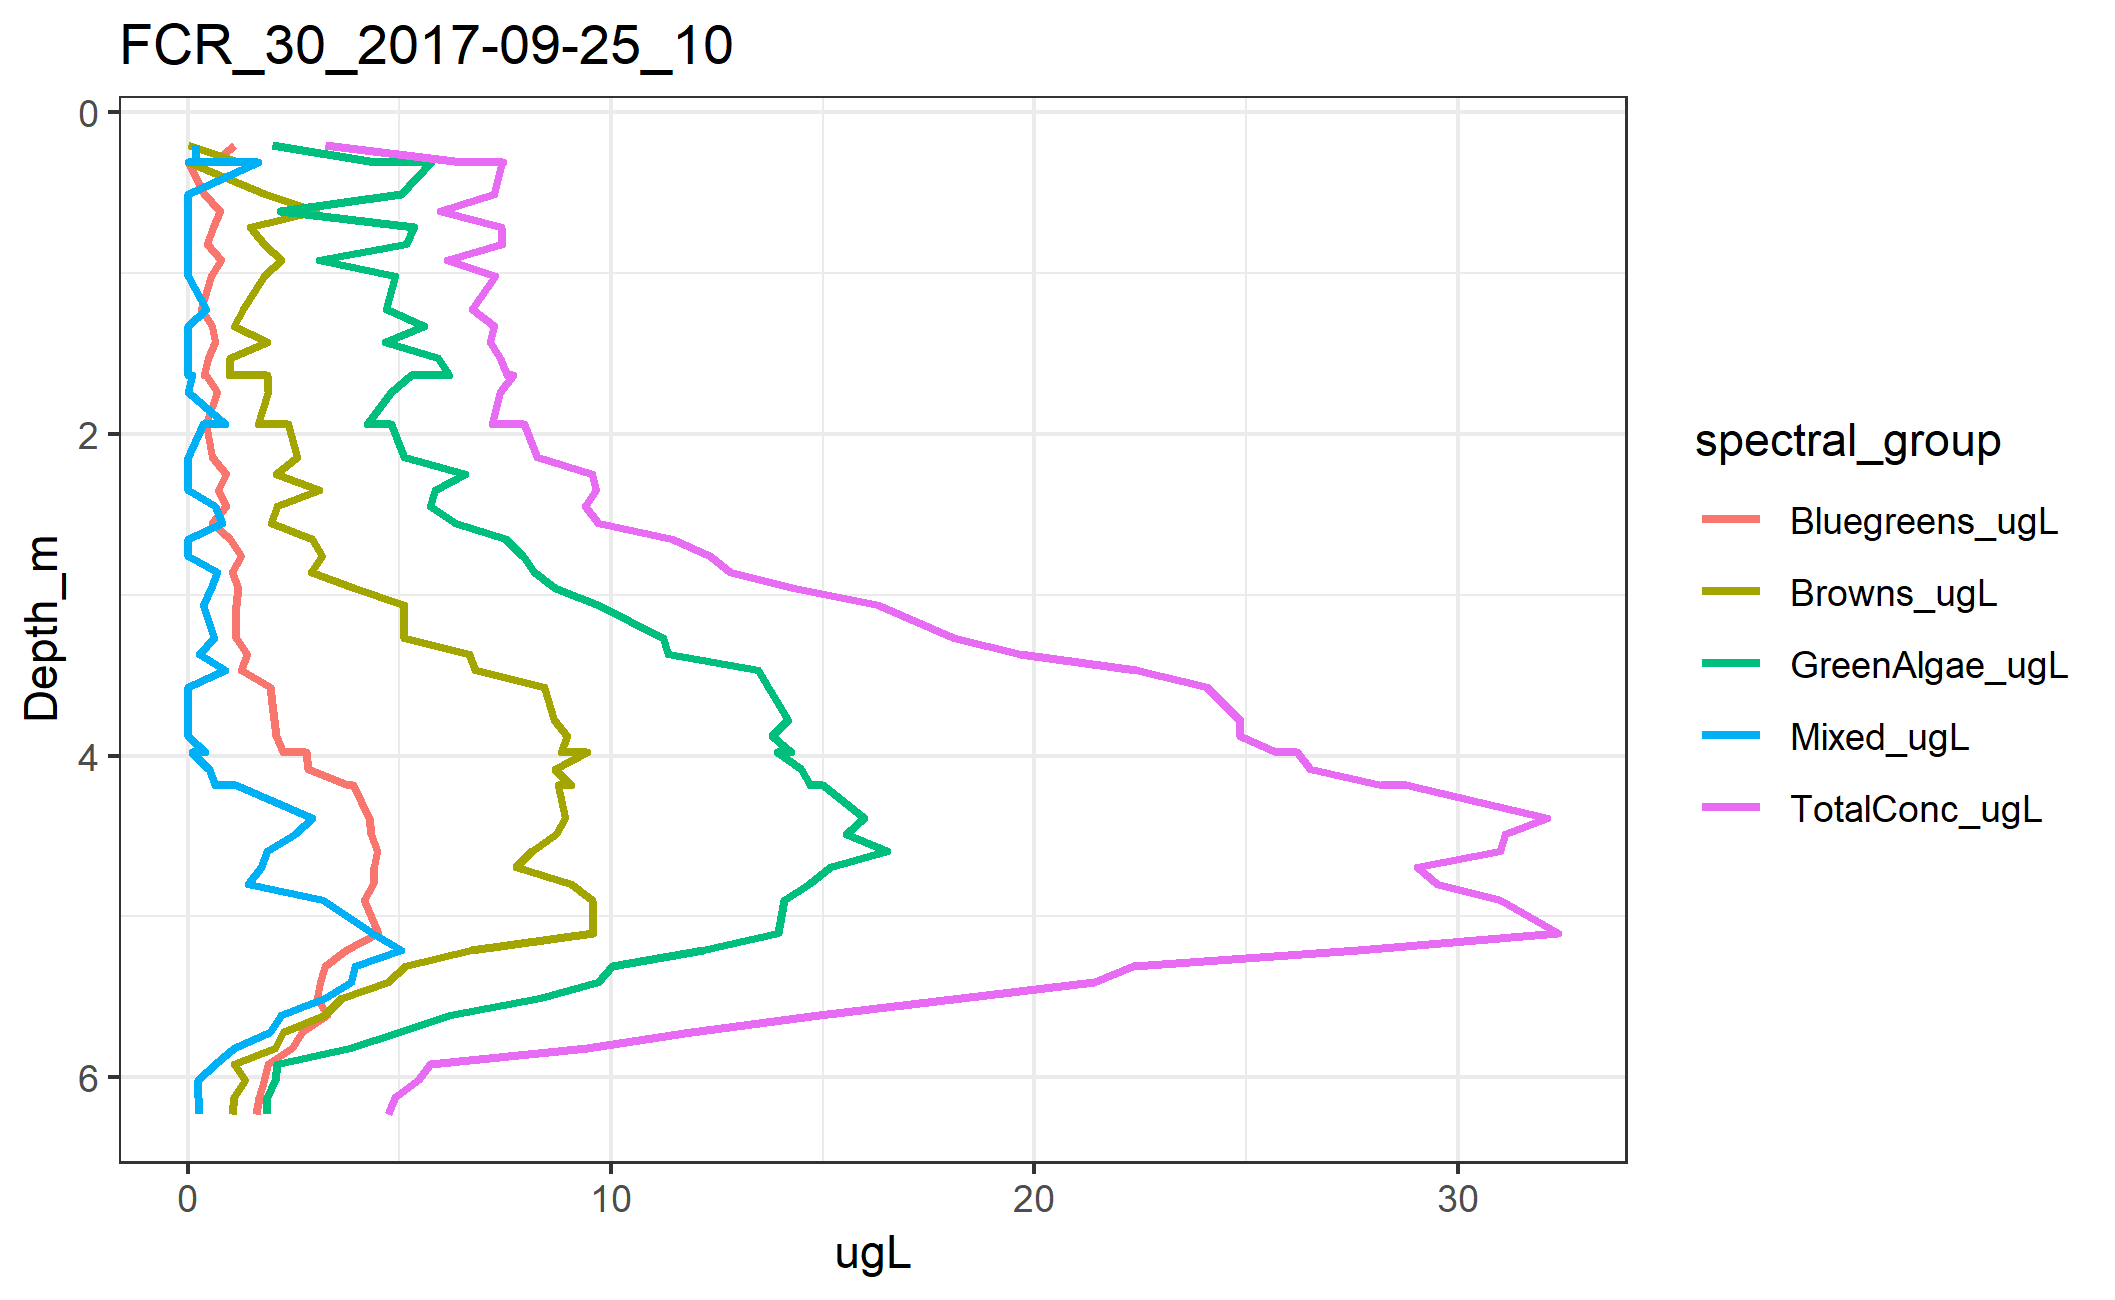 FCR_30_2017-09-25_10
0
2
4
6
Depth_m
0 10 20 30
ugL
spectral_group
Bluegreens_ugL
Browns_ugL
GreenAlgae_ugL
Mixed_ugL
TotalConc_ugL